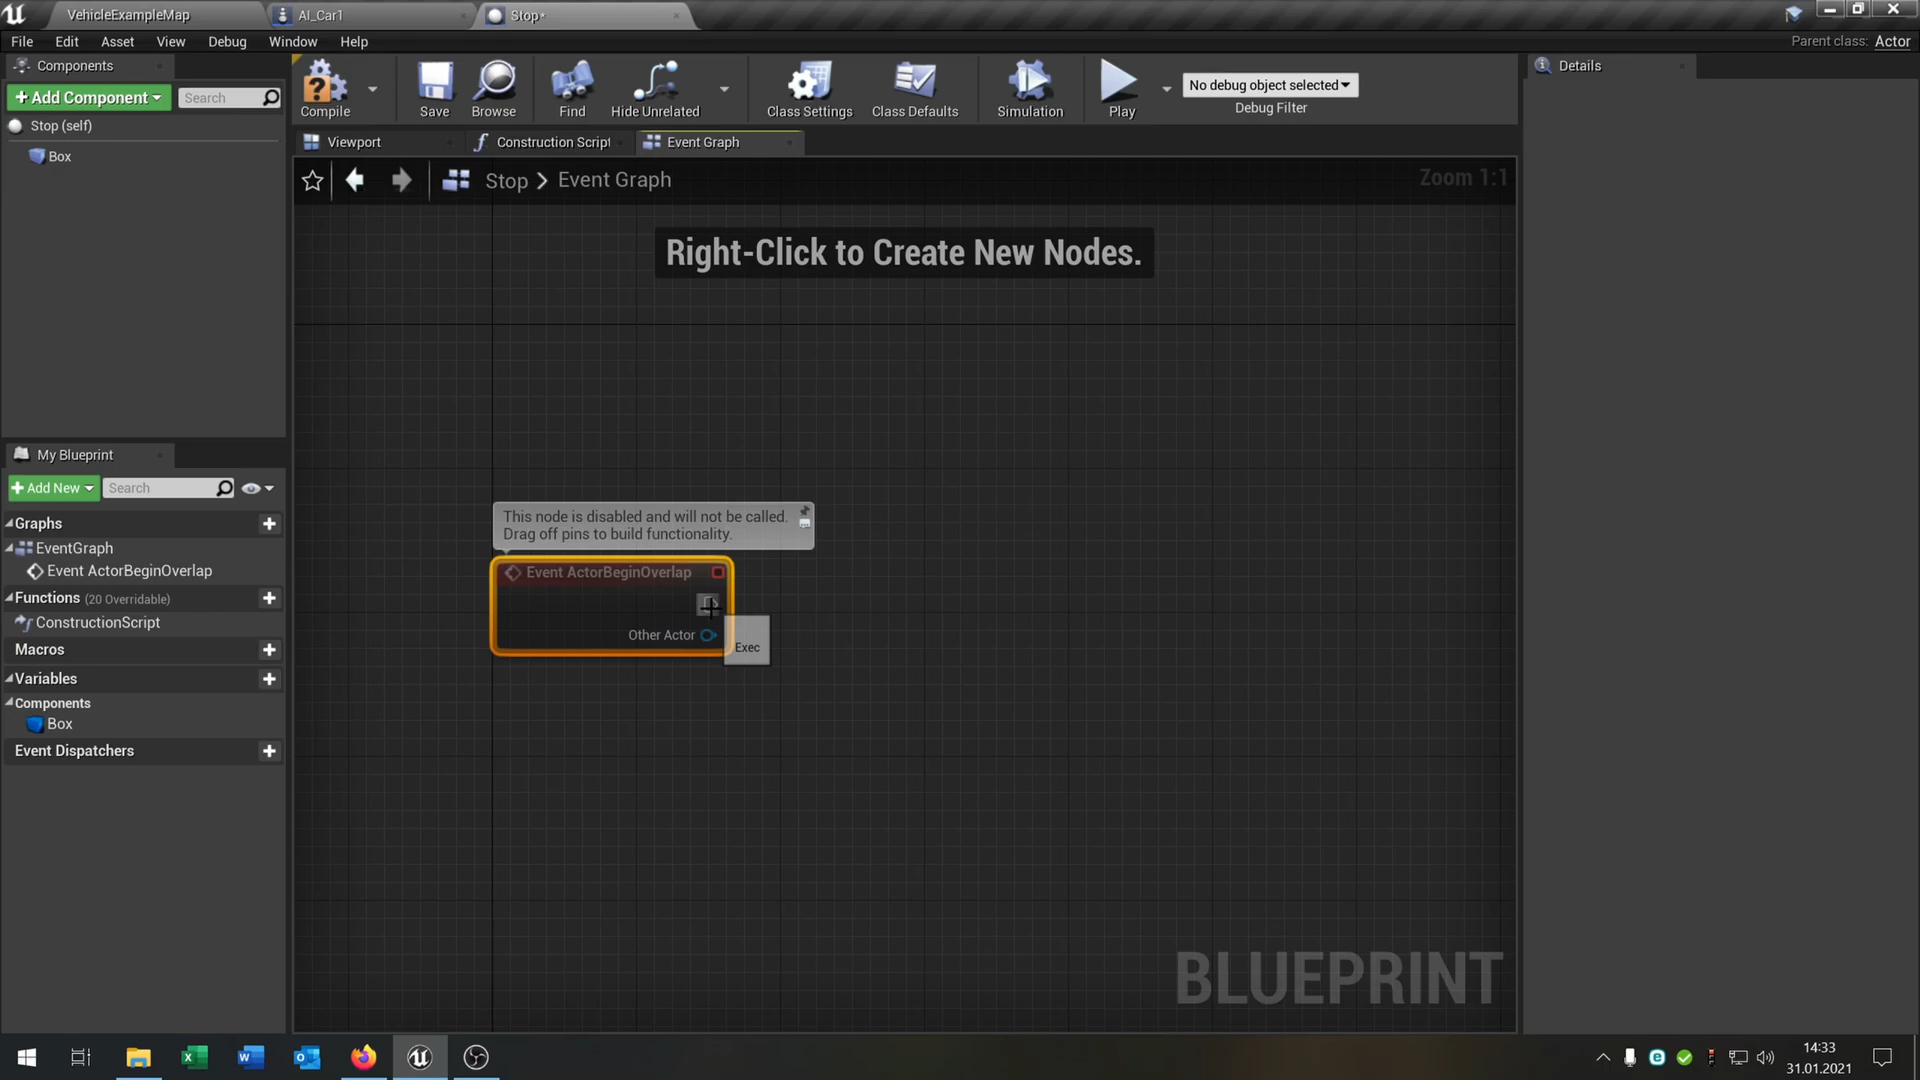 VehicleExampleMap
AI_Car1
Stop*
File
Edit
Asset
View
Debug
Window
Help
Parent class: Actor
Components
+ Add Component
Search
Stop (self)
Box
Compile
Save
Browse
Find
Hide Unrelated
Class Settings
Class Defaults
Simulation
Play
No debug object selected
Debug Filter
Details
Viewport
Construction Script
Event Graph
Stop > Event Graph
Zoom 1:1
Right-Click to Create New Nodes.
My Blueprint
+ Add New
Search
Graphs
EventGraph
Event ActorBeginOverlap
Functions (20 Overridable)
ConstructionScript
Macros
Variables
Components
Box
Event Dispatchers
This node is disabled and will not be called.
Drag off pins to build functionality.
Event ActorBeginOverlap
Other Actor
Exec
BLUEPRINT
14:33
31.01.2021